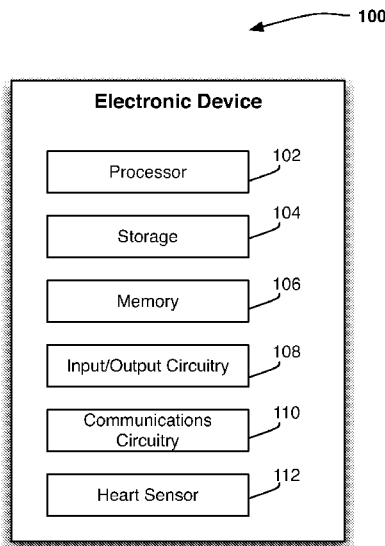 100
Electronic Device
Processor
102
Storage
104
Memory
106
Input/Output Circuitry
108
Communications
Circuitry
110
Heart Sensor
112